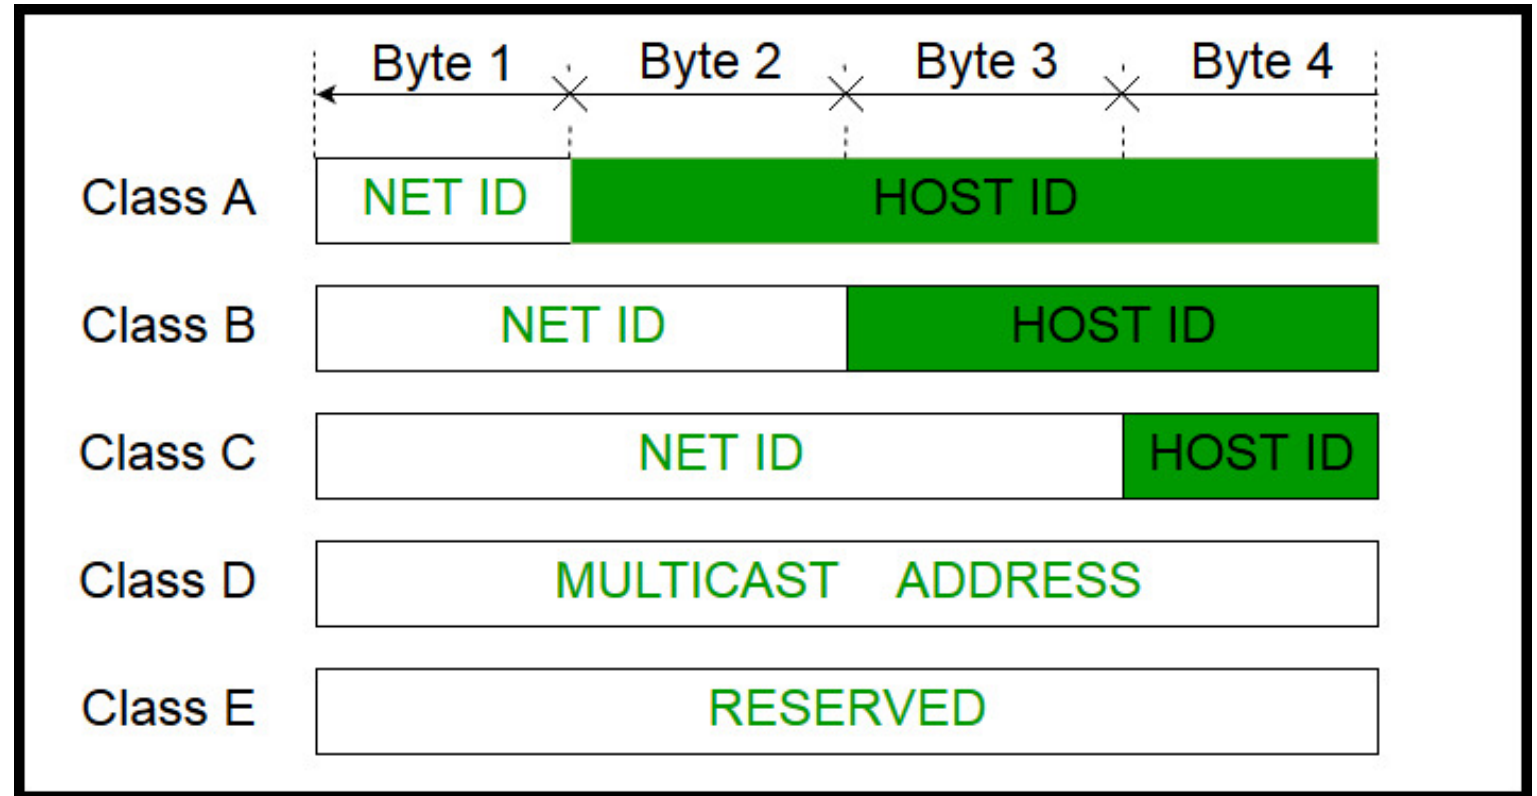 Byte 1 Byte 2 Byte 3 Byte 4
Class A NET ID HOST ID
Class B NET ID HOST ID
Class C NET ID HOST ID
Class D MULTICAST ADDRESS
Class E RESERVED